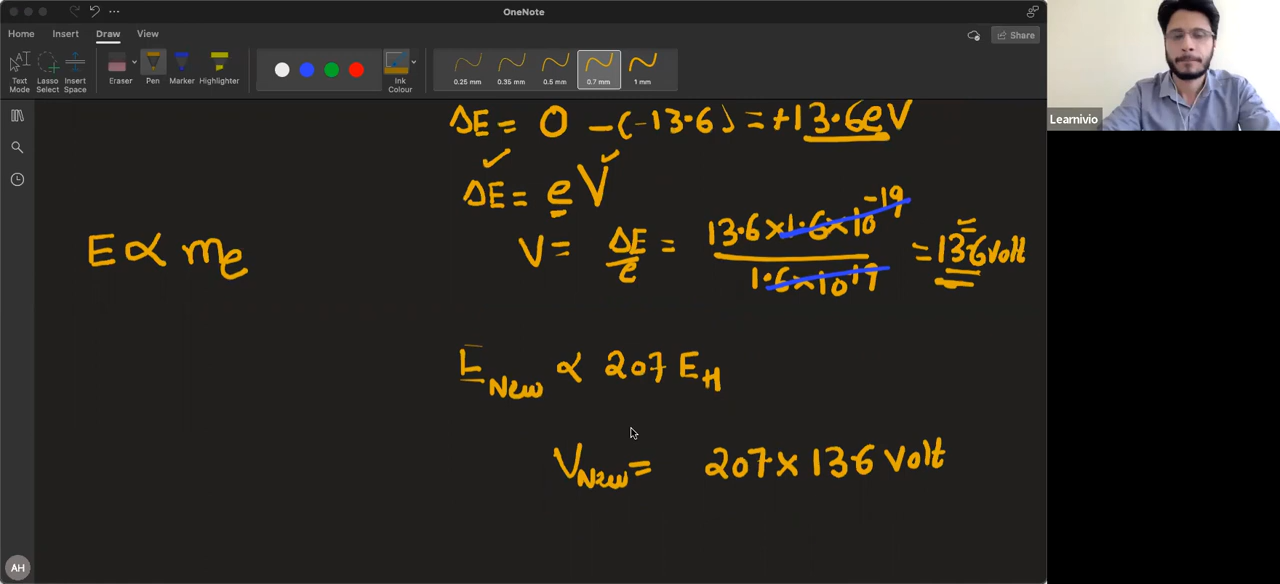 OneNote
Home Insert Draw View
Share
Text Mode
Lasso Select
Insert Space
Eraser
Pen
Marker
Highlighter
Ink Colour
0.25 mm
0.35 mm
0.5 mm
0.7 mm
1 mm
Learnivio
ΔE = 0 - (-13.6) = +13.6eV
ΔE = eV
E ∝ me
V = ΔE/e = 13.6×1.6×10^-19 / 1.6×10^19 = 13.6 volt
E New ∝ 207 EH
V New = 207 × 13.6 volt
AH